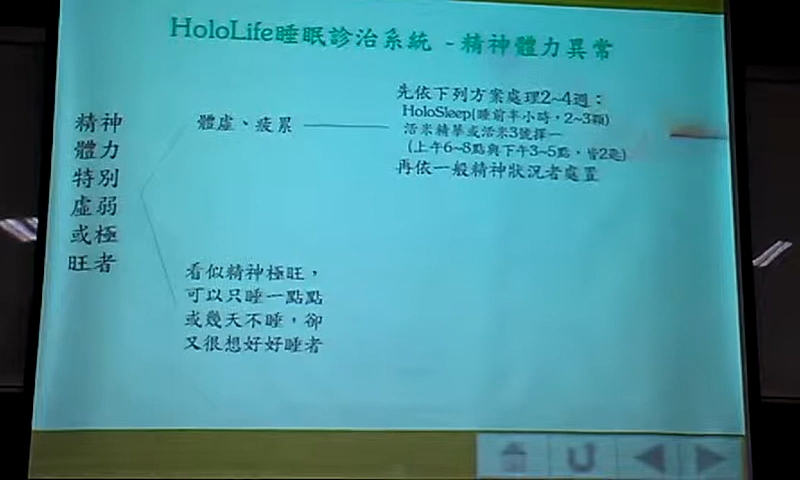 HoloLife睡眠診治系統 - 精神體力異常
精神
體力
特別
虛弱
或極
旺者
體虛、疲累
先依下列方案處理2~4週：
HoloSleep(睡前半小時，2~3顆)
活米精華或活米3號擇一
(上午6~8點與下午3~5點，皆2毫)
再依一般精神狀況者處置
看似精神極旺，
可以只睡一點點
或幾天不睡，卻
又很想好好睡者